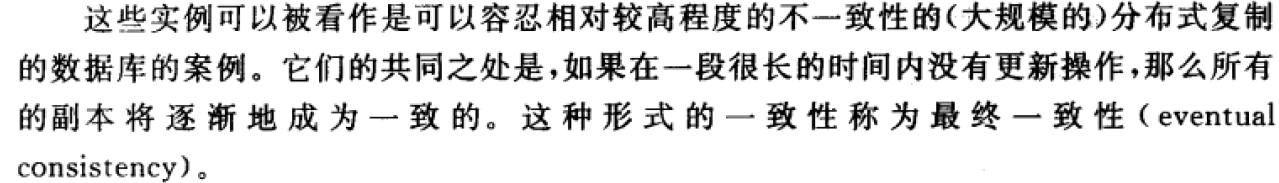 这些实例可以被看作是可以容忍相对较高程度的不一致性的(大规模的)分布式复制
的数据库的案例。它们的共同之处是,如果在一段很长的时间内没有更新操作,那么所有
的副本将逐渐地成为一致的。这种形式的一致性称为最终一致性(eventual
consistency)。